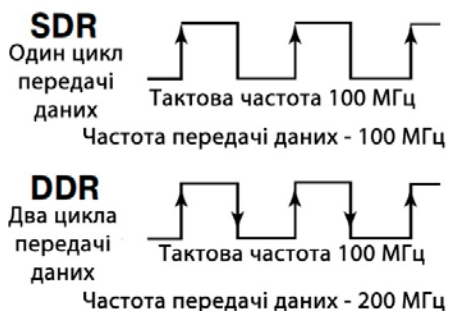 SDR
Один цикл
передачі
даних
Тактова частота 100 МГц
Частота передачі даних - 100 МГц
DDR
Два цикла
передачі
даних
Тактова частота 100 МГц
Частота передачі даних - 200 МГц